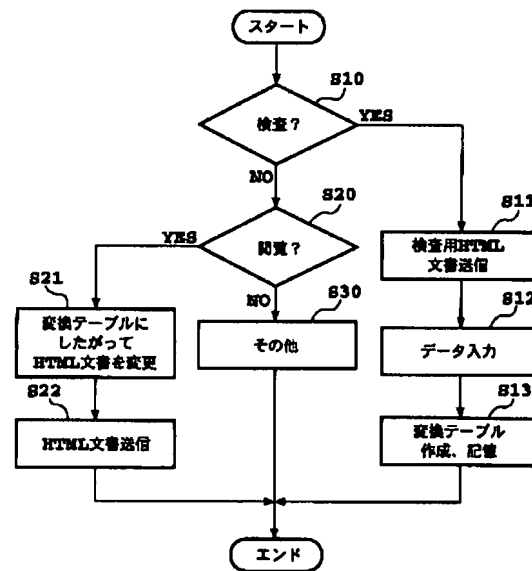 スタート
S10
検査?
YES
NO
S20
閲覧?
YES
NO
S11
検査用HTML
文書送信
S21
変換テーブルに
したがって
HTML文書を変更
S30
その他
S12
データ入力
S22
HTML文書送信
S13
変換テーブル
作成、記憶
エンド